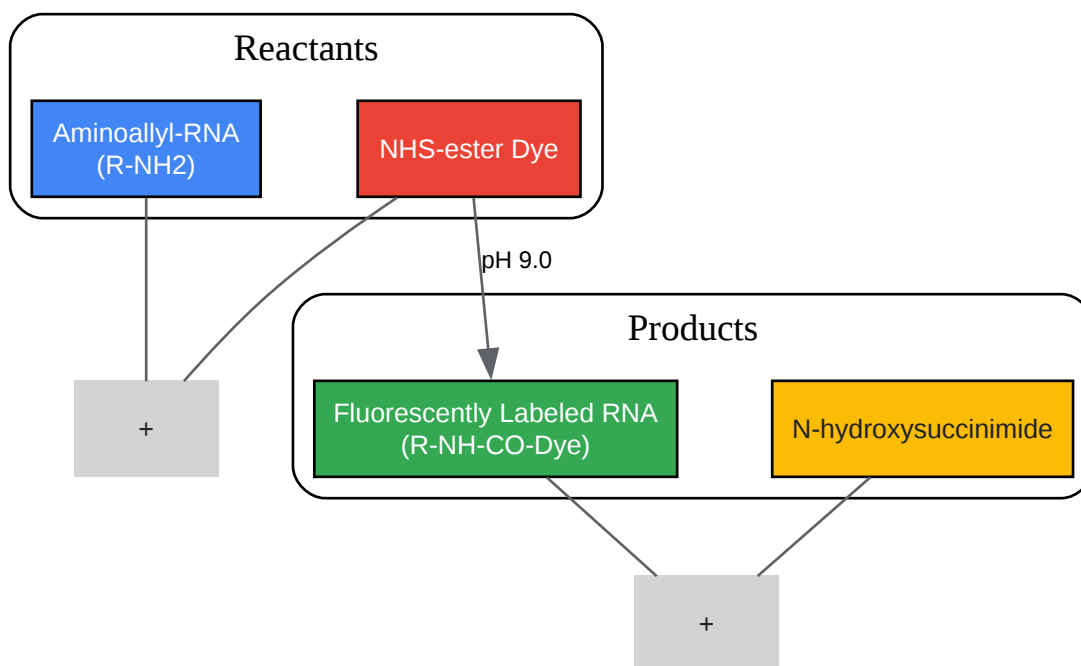 Reactants
Aminoallyl-RNA
(R-NH2)
NHS-ester Dye
pH 9.0
Products
+
Fluorescently Labeled RNA
(R-NH-CO-Dye)
N-hydroxysuccinimide
+